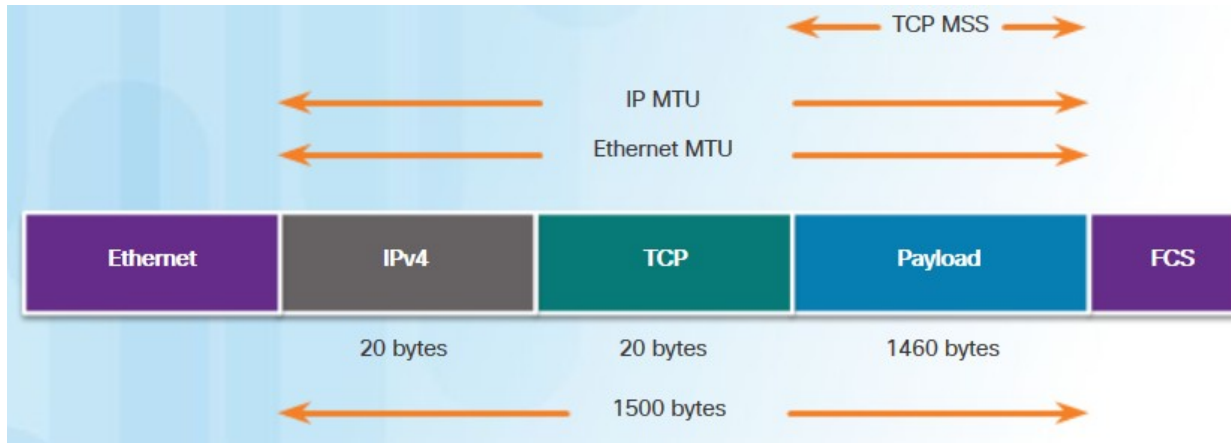 TCP MSS
IP MTU
Ethernet MTU
Ethernet IPv4 TCP Payload FCS
20 bytes 20 bytes 1460 bytes
1500 bytes